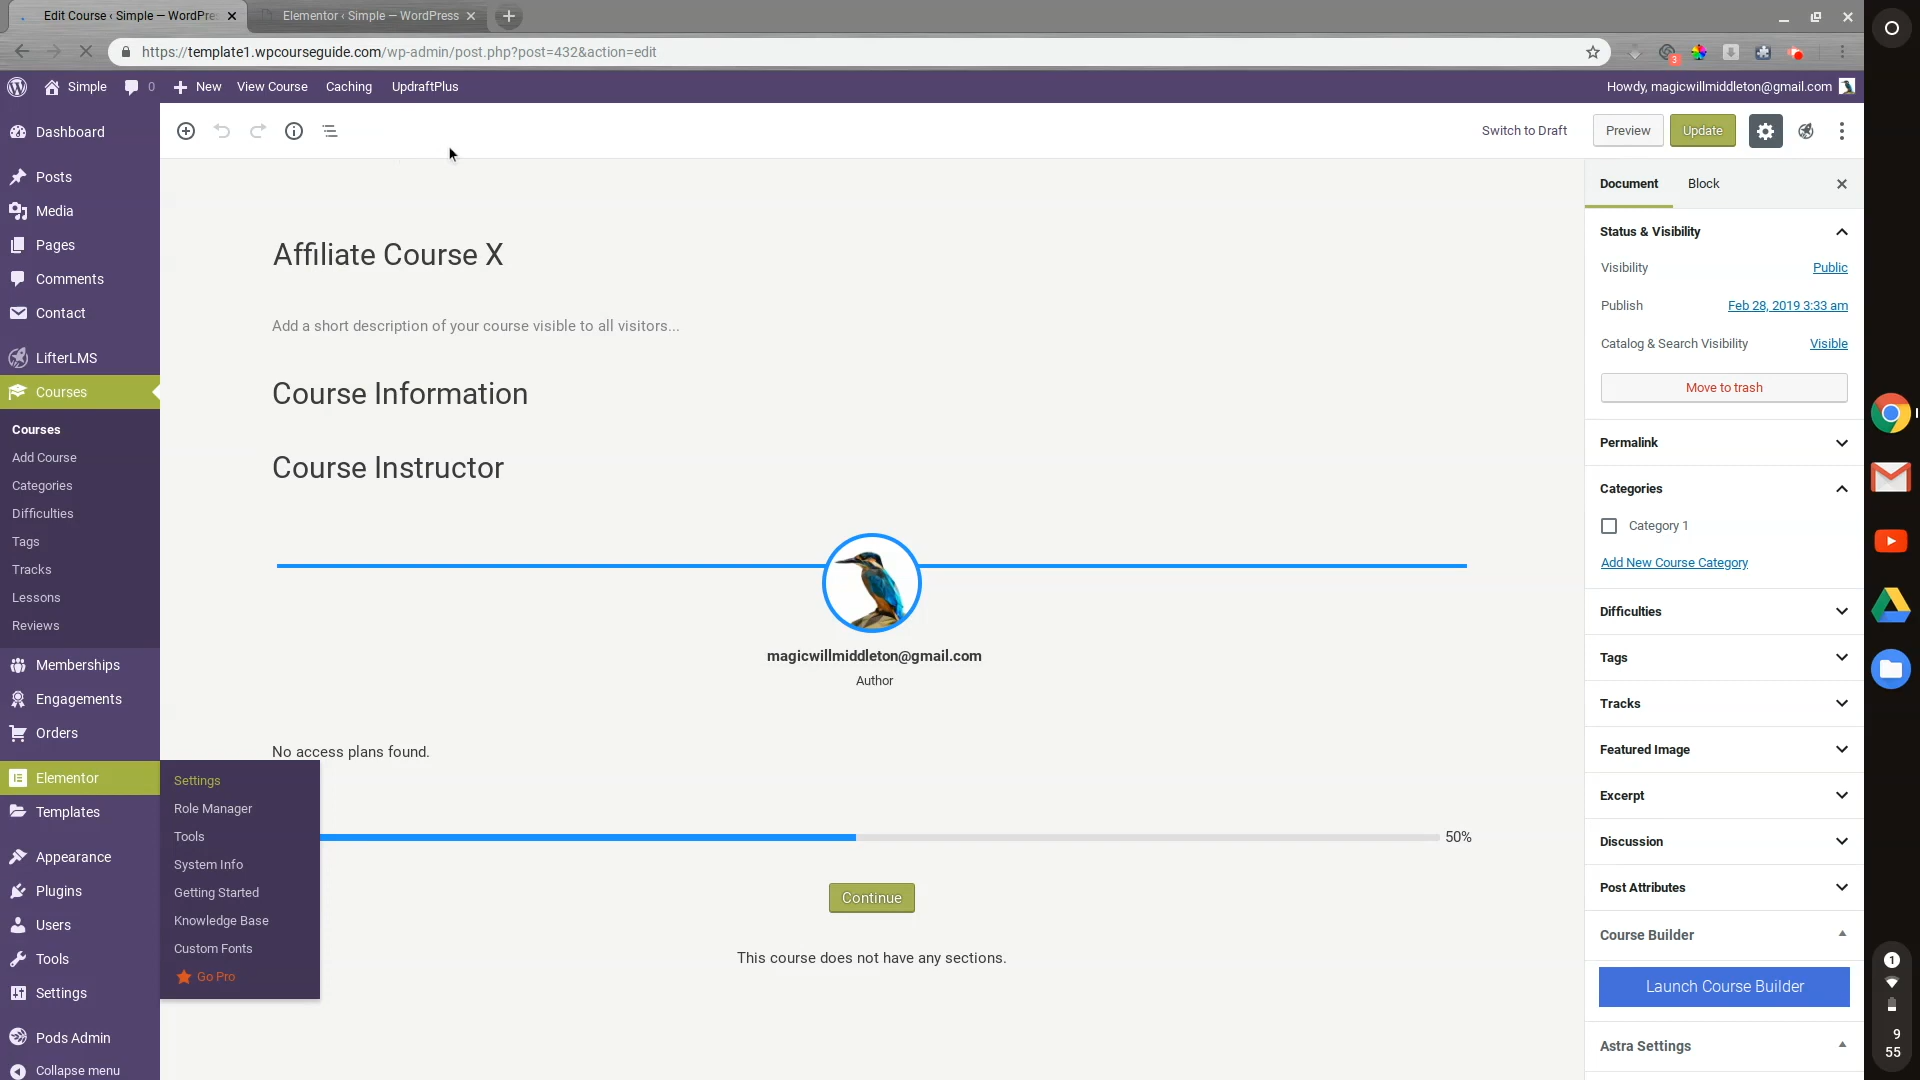 Edit Course ‹ Simple — WordPre
Elementor ‹ Simple — WordPress
https://template1.wpcourseguide.com/wp-admin/post.php?post=432&action=edit
3
Simple
0
New
View Course
Caching
UpdraftPlus
Howdy, magicwillmiddleton@gmail.com
Dashboard
Posts
Media
Pages
Comments
Contact
LifterLMS
Courses
Courses
Add Course
Categories
Difficulties
Tags
Tracks
Lessons
Reviews
Memberships
Engagements
Orders
Elementor
Templates
Appearance
Plugins
Users
Tools
Settings
Pods Admin
Collapse menu
Settings
Role Manager
Tools
System Info
Getting Started
Knowledge Base
Custom Fonts
Go Pro
Switch to Draft
Preview
Update
Affiliate Course X
Add a short description of your course visible to all visitors...
Course Information
Course Instructor
magicwillmiddleton@gmail.com
Author
No access plans found.
50%
Continue
This course does not have any sections.
Document
Block
Status & Visibility
Visibility
Public
Publish
Feb 28, 2019 3:33 am
Catalog & Search Visibility
Visible
Move to trash
Permalink
Categories
Category 1
Add New Course Category
Difficulties
Tags
Tracks
Featured Image
Excerpt
Discussion
Post Attributes
Course Builder
Launch Course Builder
Astra Settings
1
9
55